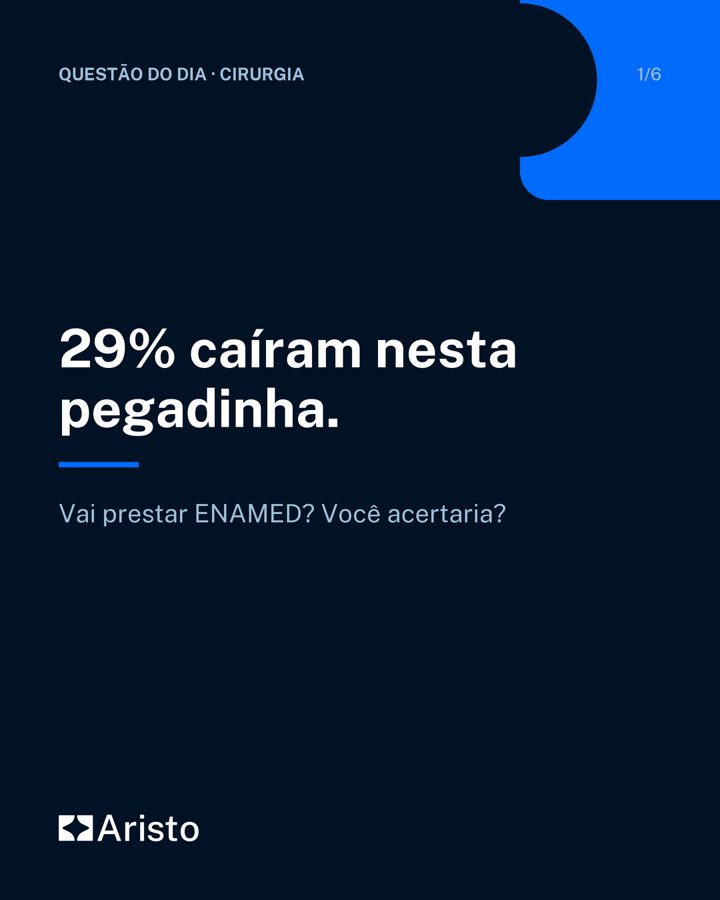 QUESTÃO DO DIA · CIRURGIA
1/6
29% caíram nesta
pegadinha.
Vai prestar ENAMED? Você acertaria?
Aristo